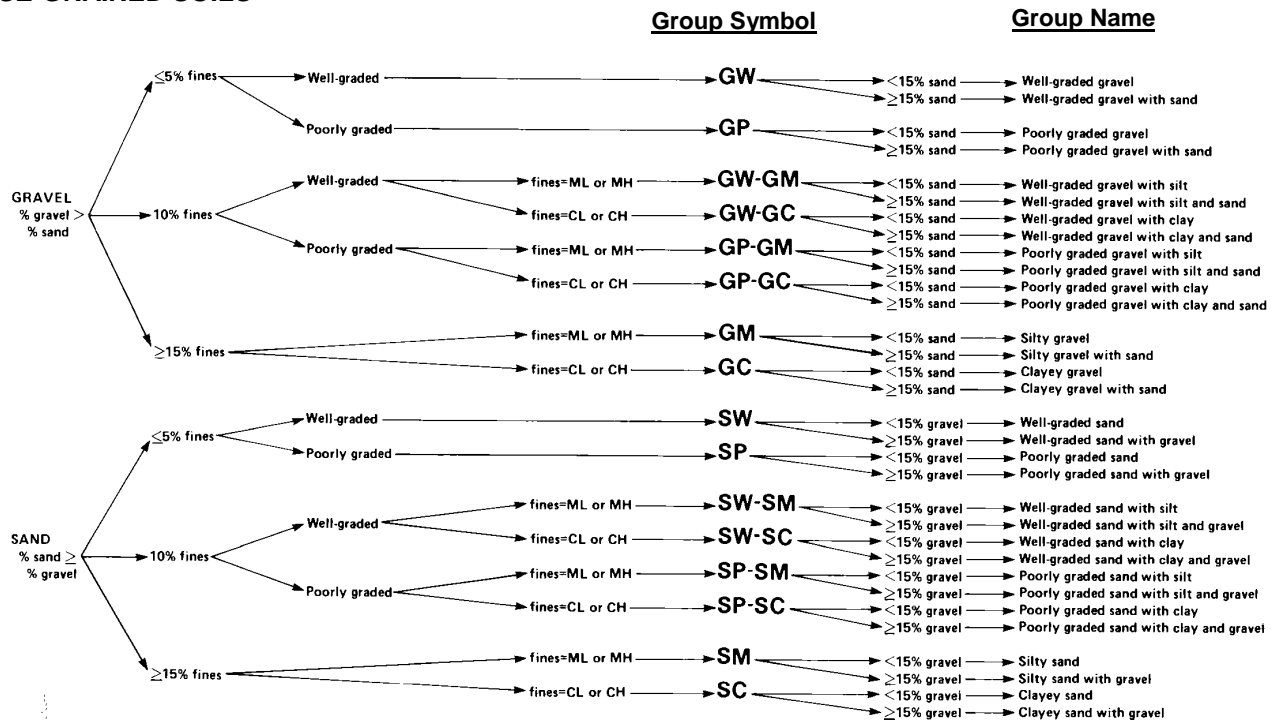 Group Symbol Group Name
≤5% fines Well-graded GW <15% sand Well-graded gravel
≥15% sand Well-graded gravel with sand
Poorly graded GP <15% sand Poorly graded gravel
≥15% sand Poorly graded gravel with sand
GRAVEL
% gravel >
% sand
10% fines Well-graded fines=ML or MH GW-GM <15% sand Well-graded gravel with silt
≥15% sand Well-graded gravel with silt and sand
fines=CL or CH GW-GC <15% sand Well-graded gravel with clay
≥15% sand Well-graded gravel with clay and sand
Poorly graded fines=ML or MH GP-GM <15% sand Poorly graded gravel with silt
≥15% sand Poorly graded gravel with silt and sand
fines=CL or CH GP-GC <15% sand Poorly graded gravel with clay
≥15% sand Poorly graded gravel with clay and sand
≥15% fines fines=ML or MH GM <15% sand Silty gravel
≥15% sand Silty gravel with sand
fines=CL or CH GC <15% sand Clayey gravel
≥15% sand Clayey gravel with sand
≤5% fines Well-graded SW <15% gravel Well-graded sand
≥15% gravel Well-graded sand with gravel
Poorly graded SP <15% gravel Poorly graded sand
≥15% gravel Poorly graded sand with gravel
SAND
% sand ≥
% gravel
10% fines Well-graded fines=ML or MH SW-SM <15% gravel Well-graded sand with silt
≥15% gravel Well-graded sand with silt and gravel
fines=CL or CH SW-SC <15% gravel Well-graded sand with clay
≥15% gravel Well-graded sand with clay and gravel
Poorly graded fines=ML or MH SP-SM <15% gravel Poorly graded sand with silt
≥15% gravel Poorly graded sand with silt and gravel
fines=CL or CH SP-SC <15% gravel Poorly graded sand with clay
≥15% gravel Poorly graded sand with clay and gravel
≥15% fines fines=ML or MH SM <15% gravel Silty sand
≥15% gravel Silty sand with gravel
fines=CL or CH SC <15% gravel Clayey sand
≥15% gravel Clayey sand with gravel